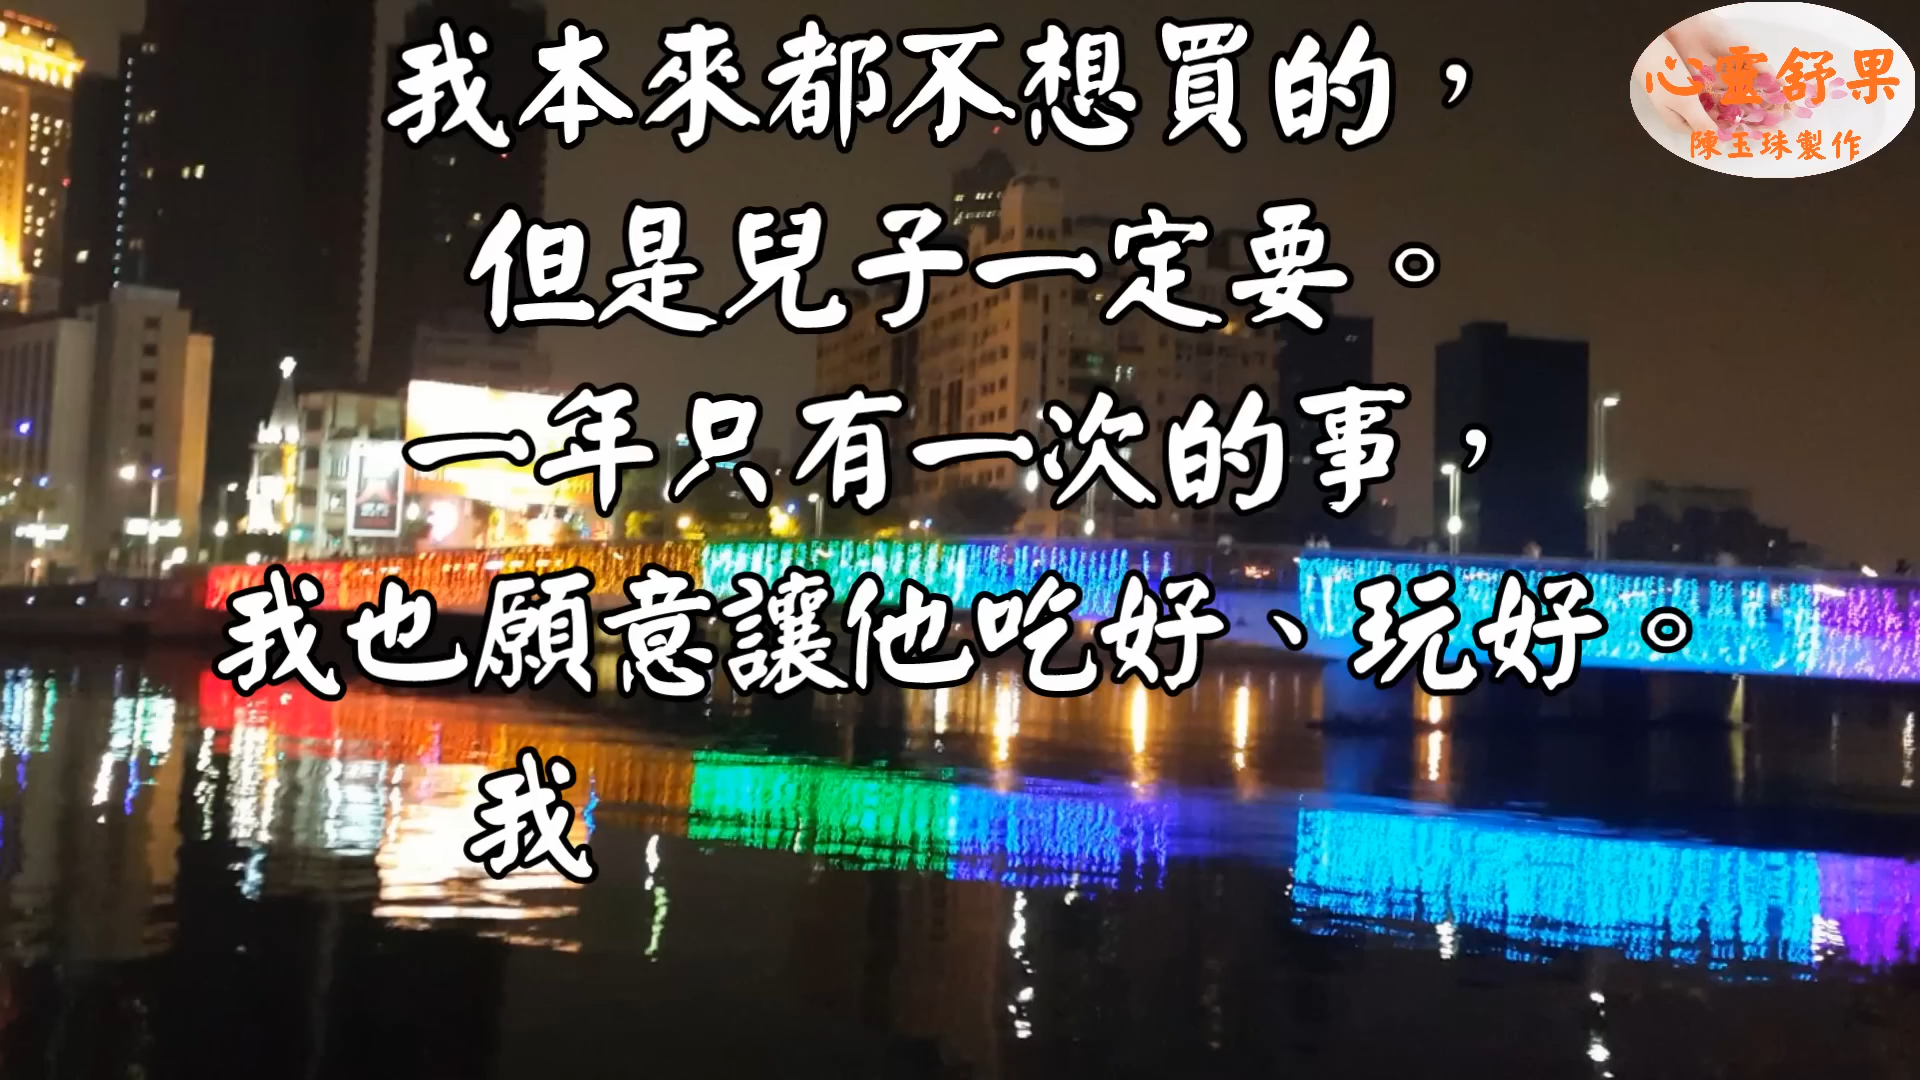 我本來都不想買的，
但是兒子一定要。
一年只有一次的事，
我也願意讓他吃好、玩好。
我
心靈舒果
陳玉珠製作